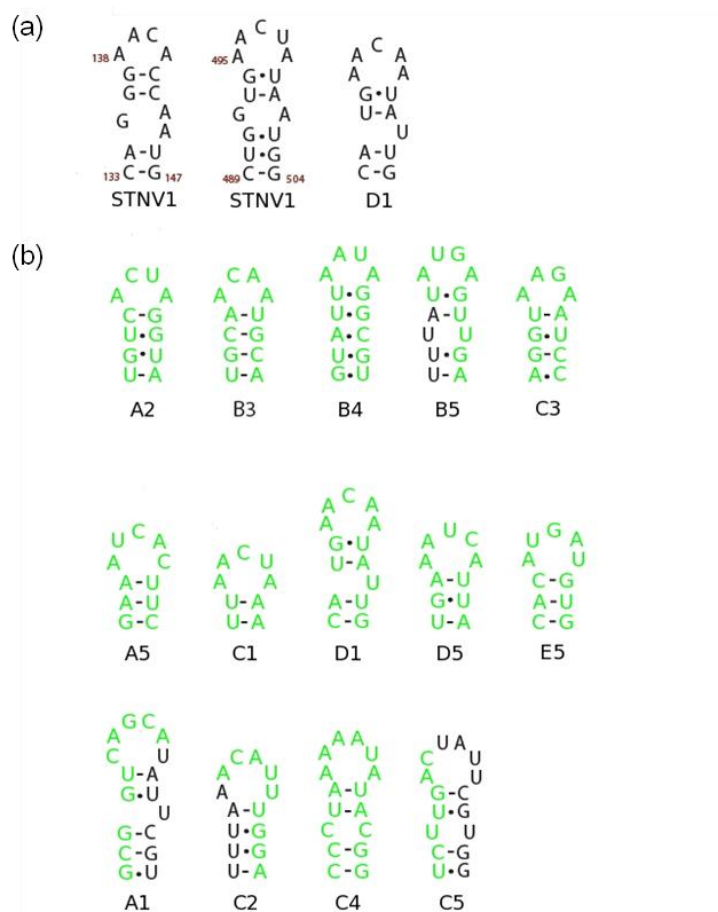 (a)
A C
138 A A
G-C
G-C
A
G
A
A-U
133 C-G 147
STNV1
C U
A A
495 A
G•U
U-A
G A
G•U
U•G
489 C-G 504
STNV1
C
A A
A A
G•U
U-A
U
A-U
C-G
D1
(b)
C U
A A
C-G
U•G
G•U
U-A
A2
C A
A A
A-U
C-G
G-C
U-A
B3
A U
A A
U•G
U•G
A-C
U•G
G•U
B4
U G
A A
U•G
A-U
U U
U•G
U-A
B5
A G
A A
U-A
G•U
G-C
A•C
C3
C
U A
A C
A-U
A-U
G-C
A5
C
A U
A A
U-A
U-A
C1
C
A A
A A
G•U
U-A
U
A-U
C-G
D1
U
A C
A A
A-U
G•U
U-A
D5
G
U A
A U
C-G
A-U
C-G
E5
G C
A A
C U
U-A
G•U
U
G-C
C-G
G•U
A1
C A
A U
A U
A-U
U•G
U•G
U-A
C2
A A
A U
A A
A-U
U-A
C-C
C-G
C-G
C4
U A
C U
A U
G-C
U•G
U U
C-G
U•G
C5